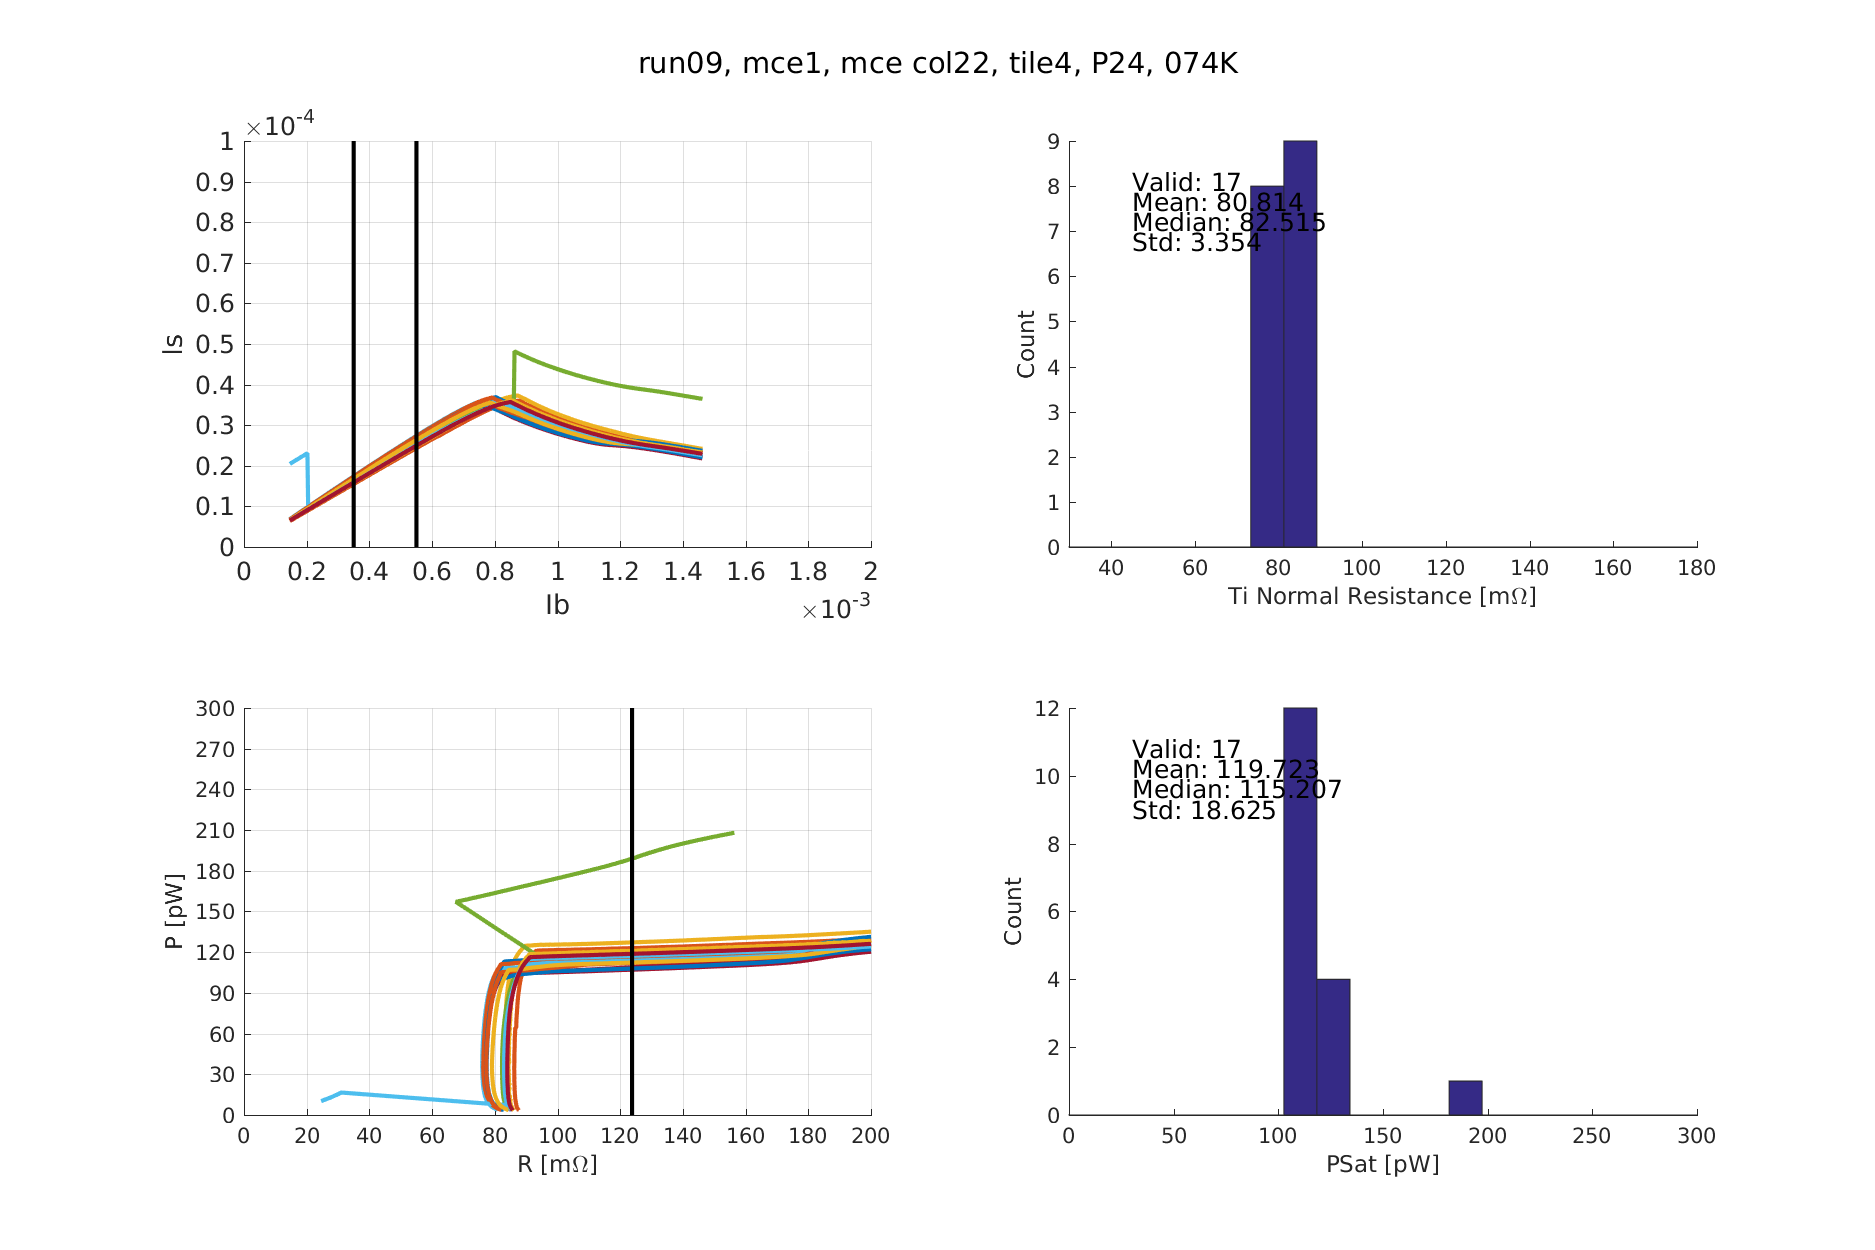 run09, mce1, mce col22, tile4, P24, 074K
×10-4
1
0.9
0.8
0.7
0.6
0.5
0.4
0.3
0.2
0.1
0
Is
0 0.2 0.4 0.6 0.8 1 1.2 1.4 1.6 1.8 2
Ib
×10-3
9
8
7
6
5
4
3
2
1
0
Count
Valid: 17
Mean: 80.814
Median: 82.515
Std: 3.354
40 60 80 100 120 140 160 180
Ti Normal Resistance [mΩ]
300
270
240
210
180
150
120
90
60
30
0
P [pW]
0 20 40 60 80 100 120 140 160 180 200
R [mΩ]
12
10
8
6
4
2
0
Count
Valid: 17
Mean: 119.723
Median: 115.207
Std: 18.625
0 50 100 150 200 250 300
PSat [pW]